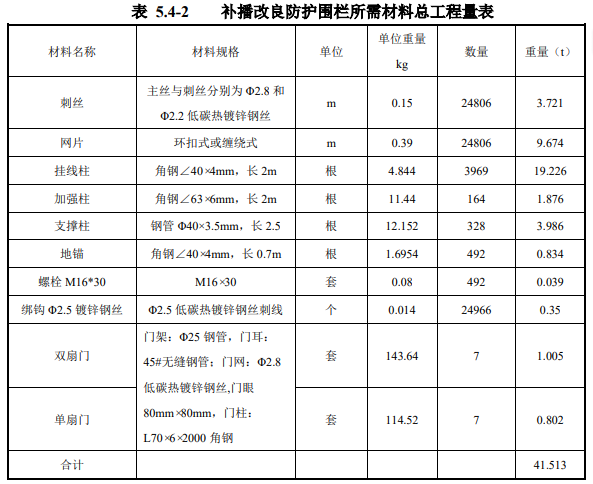 表 5.4-2 补播改良防护围栏所需材料总工程量表
材料名称 材料规格 单位 单位重量 kg 数量 重量（t）
刺丝 主丝与刺丝分别为 Φ2.8 和 Φ2.2 低碳热镀锌钢丝 m 0.15 24806 3.721
网片 环扣式或缠绕式 m 0.39 24806 9.674
挂线柱 角钢∠40×4mm，长 2m 根 4.844 3969 19.226
加强柱 角钢∠63×6mm，长 2m 根 11.44 164 1.876
支撑柱 钢管 Φ40×3.5mm，长 2.5 根 12.152 328 3.986
地锚 角钢∠40×4mm，长 0.7m 根 1.6954 492 0.834
螺栓 M16*30 M16×30 套 0.08 492 0.039
绑钩 Φ2.5 镀锌钢丝 Φ2.5 低碳热镀锌钢丝刺线 个 0.014 24966 0.35
双扇门 套 143.64 7 1.005
门架：Φ25 钢管，门耳：
45#无缝钢管；门网：Φ2.8
低碳热镀锌钢丝,门眼
80mm×80mm，门柱：
L70×6×2000 角钢
单扇门 套 114.52 7 0.802
合计 41.513